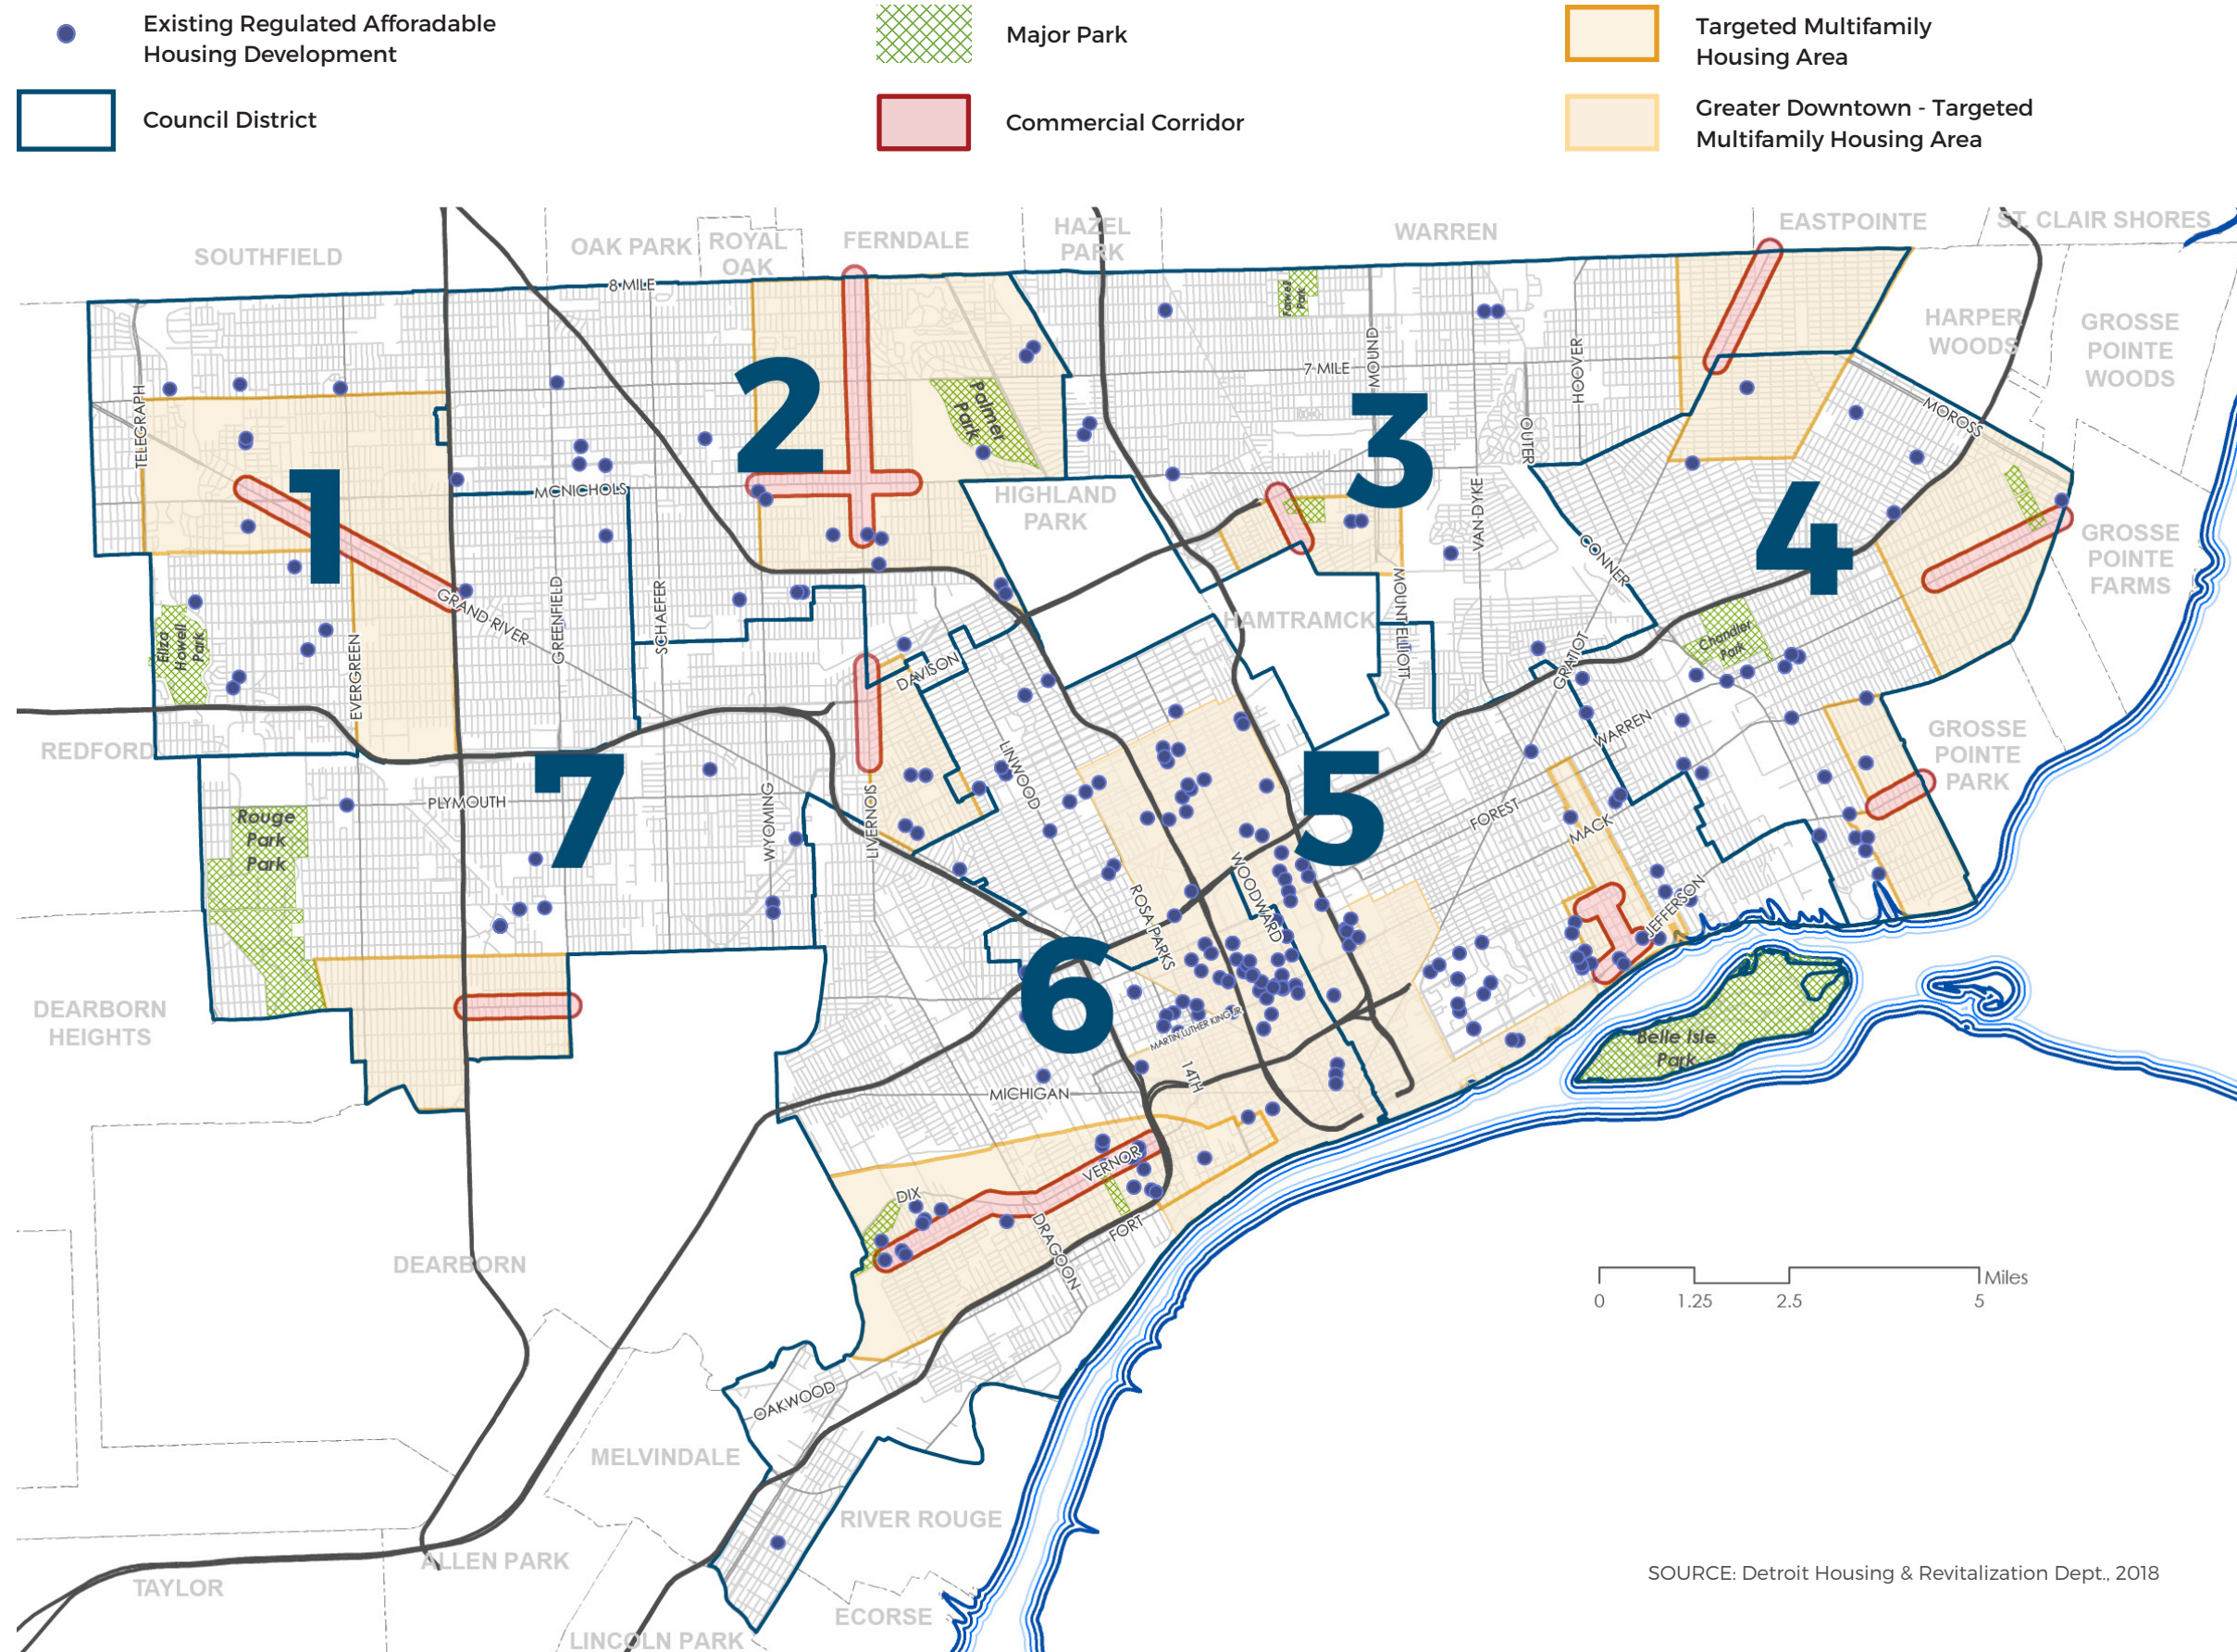 Existing Regulated Afforadable
Housing Development
Major Park
Targeted Multifamily
Housing Area
Council District
Commercial Corridor
Greater Downtown - Targeted
Multifamily Housing Area
SOUTHFIELD
OAK PARK
ROYAL
OAK
FERNDALE
HAZEL
PARK
WARREN
EASTPOINTE
ST. CLAIR SHORES
8 MILE
Farwell
Park
HARPER
WOODS
GROSSE
POINTE
WOODS
7 MILE
MOUND
HOOVER
TELEGRAPH
Palmer
Park
MOROSS
OUTER
1
2
3
4
MCNICHOLS
HIGHLAND
PARK
VAN DYKE
CONNER
GROSSE
POINTE
FARMS
GRAND RIVER
GREENFIELD
SCHAEFER
HAMTRAMCK
MOUNT ELLIOTT
GRATIOT
Chandler
Park
Eliza
Howell
Park
EVERGREEN
DAVISON
REDFORD
WARREN
GROSSE
POINTE
PARK
LINWOOD
7
5
PLYMOUTH
WYOMING
LIVERNOIS
Rouge
Park
Park
FOREST
MACK
WOODWARD
ROSA PARKS
JEFFERSON
6
DEARBORN
HEIGHTS
MARTIN LUTHER KING JR
Belle Isle
Park
14TH
MICHIGAN
VERNOR
DIX
DRAGOON
FORT
DEARBORN
Miles
0
1.25
2.5
5
OAKWOOD
MELVINDALE
RIVER ROUGE
ALLEN PARK
TAYLOR
SOURCE: Detroit Housing & Revitalization Dept., 2018
ECORSE
LINCOLN PARK